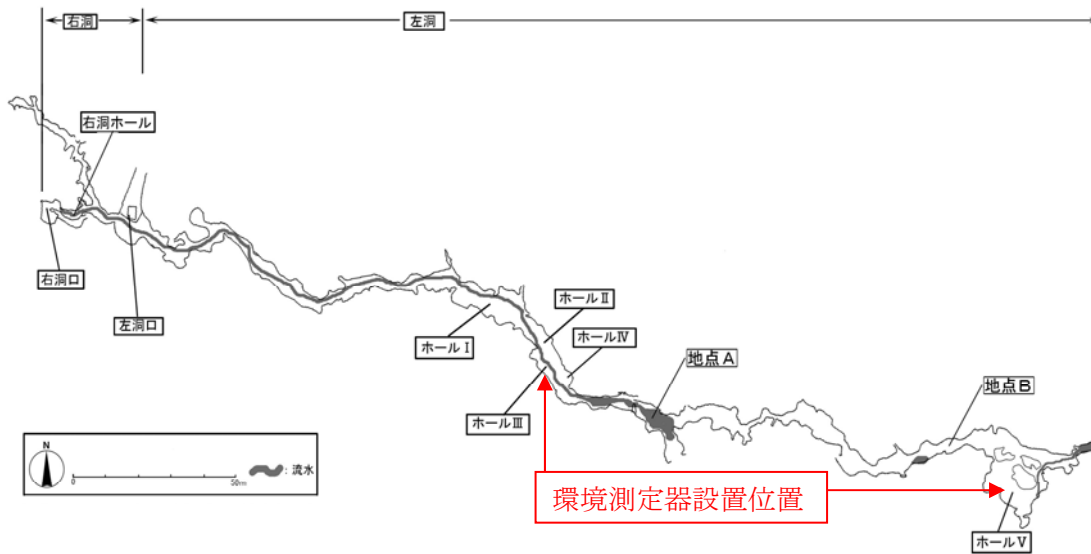 右洞
左洞
右洞ホール
右洞口
左洞口
ホールⅠ
ホールⅡ
ホールⅣ
ホールⅢ
地点A
地点B
環境測定器設置位置
ホールⅤ
N
0
50m
:流水